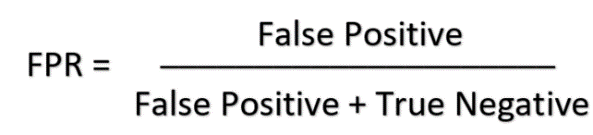 False Positive
FPR =
False Positive + True Negative